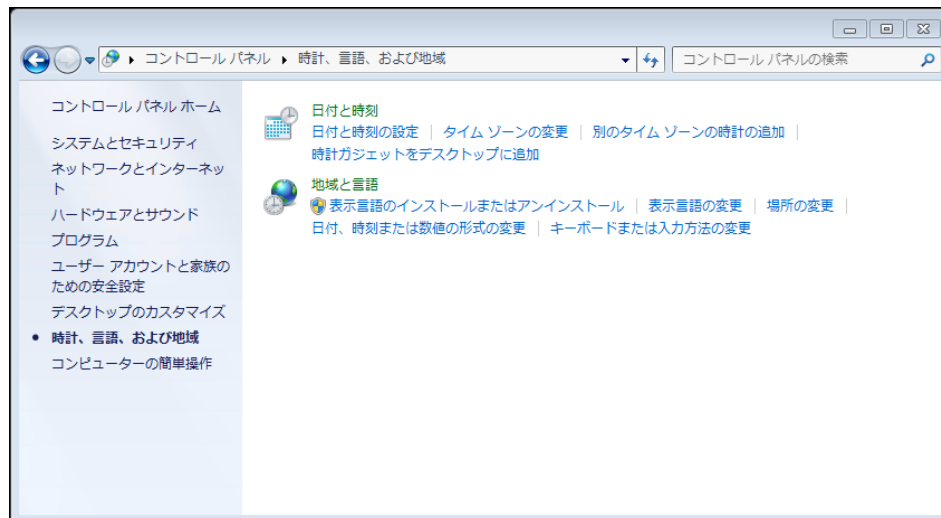 コントロール パネル 時計、言語、および地域
コントロール パネルの検索
コントロール パネル ホーム
システムとセキュリティ
ネットワークとインターネッ
ト
ハードウェアとサウンド
プログラム
ユーザー アカウントと家族の
ための安全設定
デスクトップのカスタマイズ
時計、言語、および地域
コンピューターの簡単操作
日付と時刻
日付と時刻の設定 タイム ゾーンの変更 別のタイム ゾーンの時計の追加
時計ガジェットをデスクトップに追加
地域と言語
表示言語のインストールまたはアンインストール 表示言語の変更 場所の変更
日付、時刻または数値の形式の変更 キーボードまたは入力方法の変更